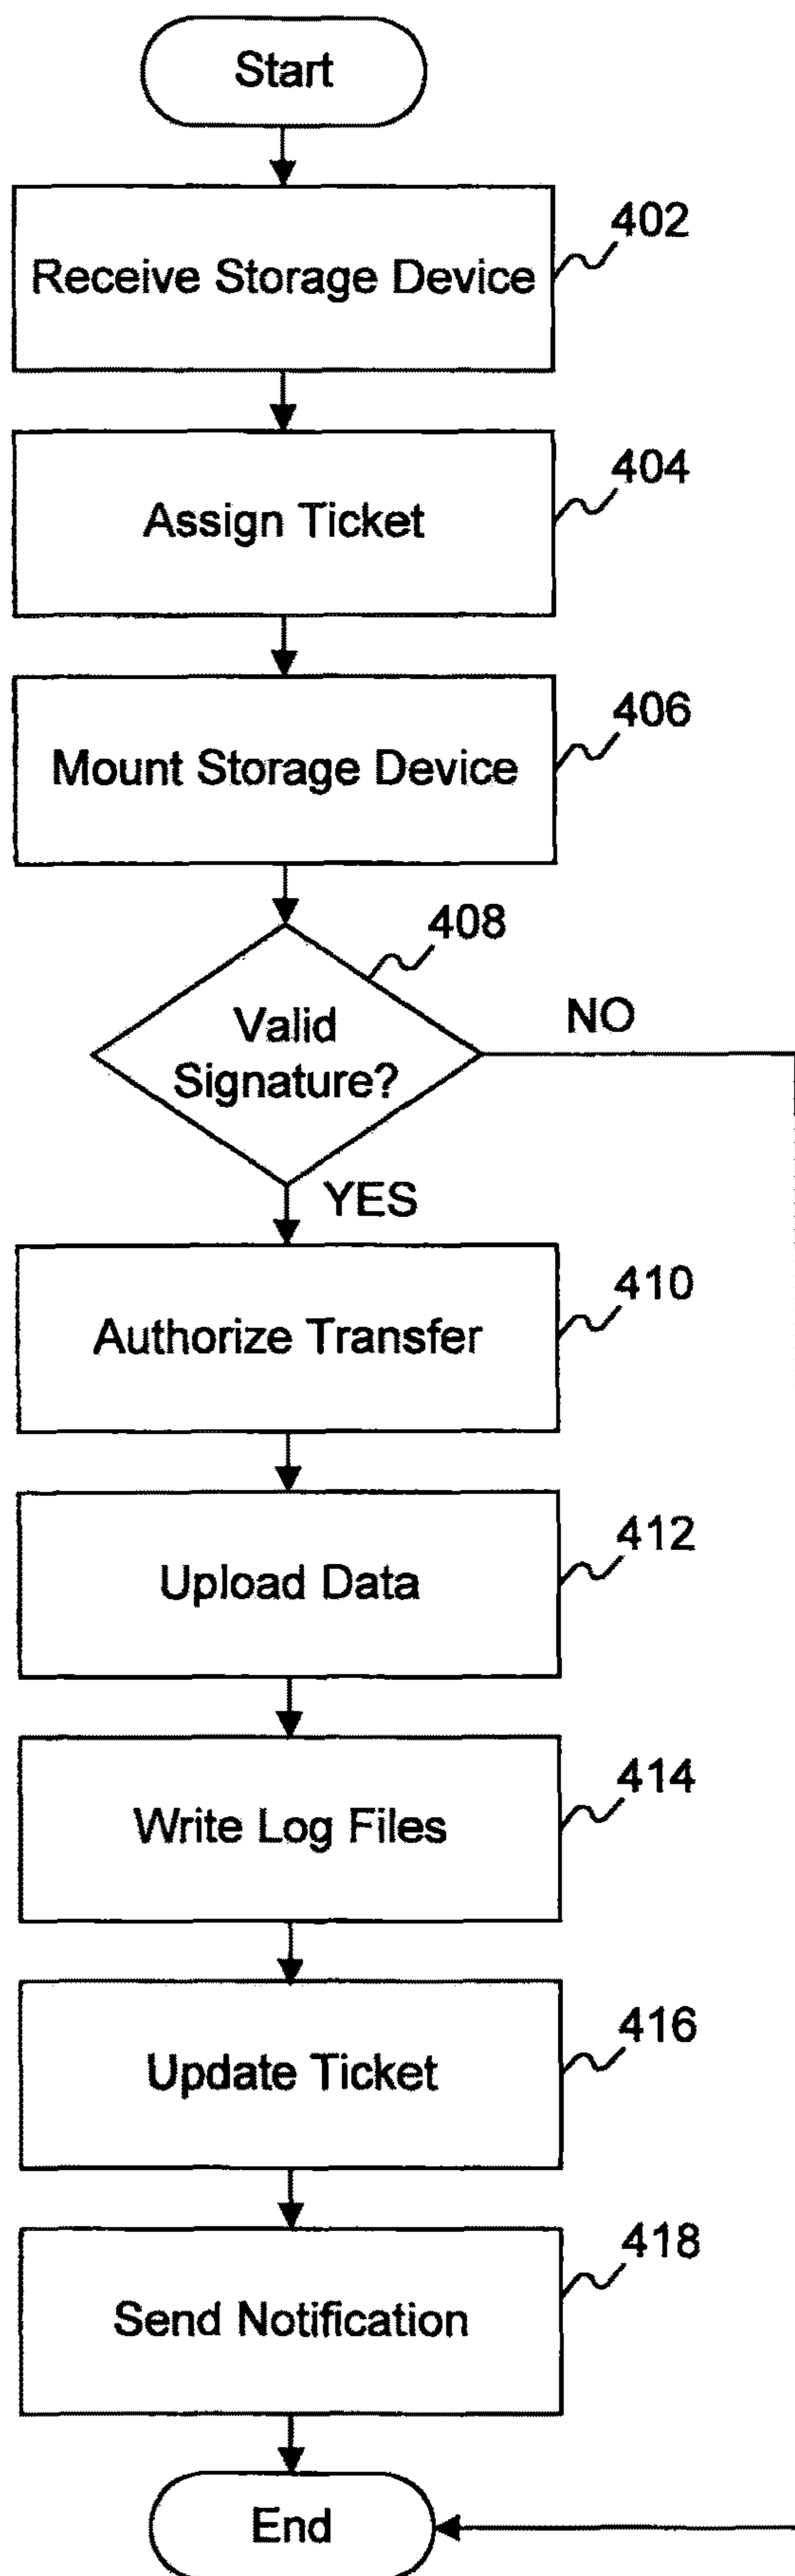 Start
402
Receive Storage Device
404
Assign Ticket
406
Mount Storage Device
408
Valid
Signature?
NO
YES
410
Authorize Transfer
412
Upload Data
414
Write Log Files
416
Update Ticket
418
Send Notification
End